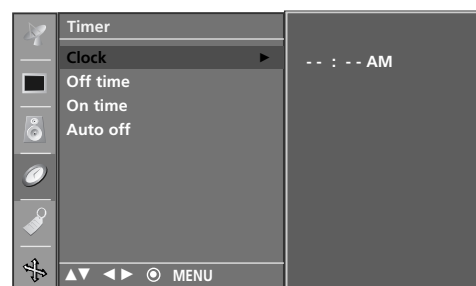 Timer
Clock ►
- - : - - AM
Off time
On time
Auto off
▲▼ ◄► ◉ MENU